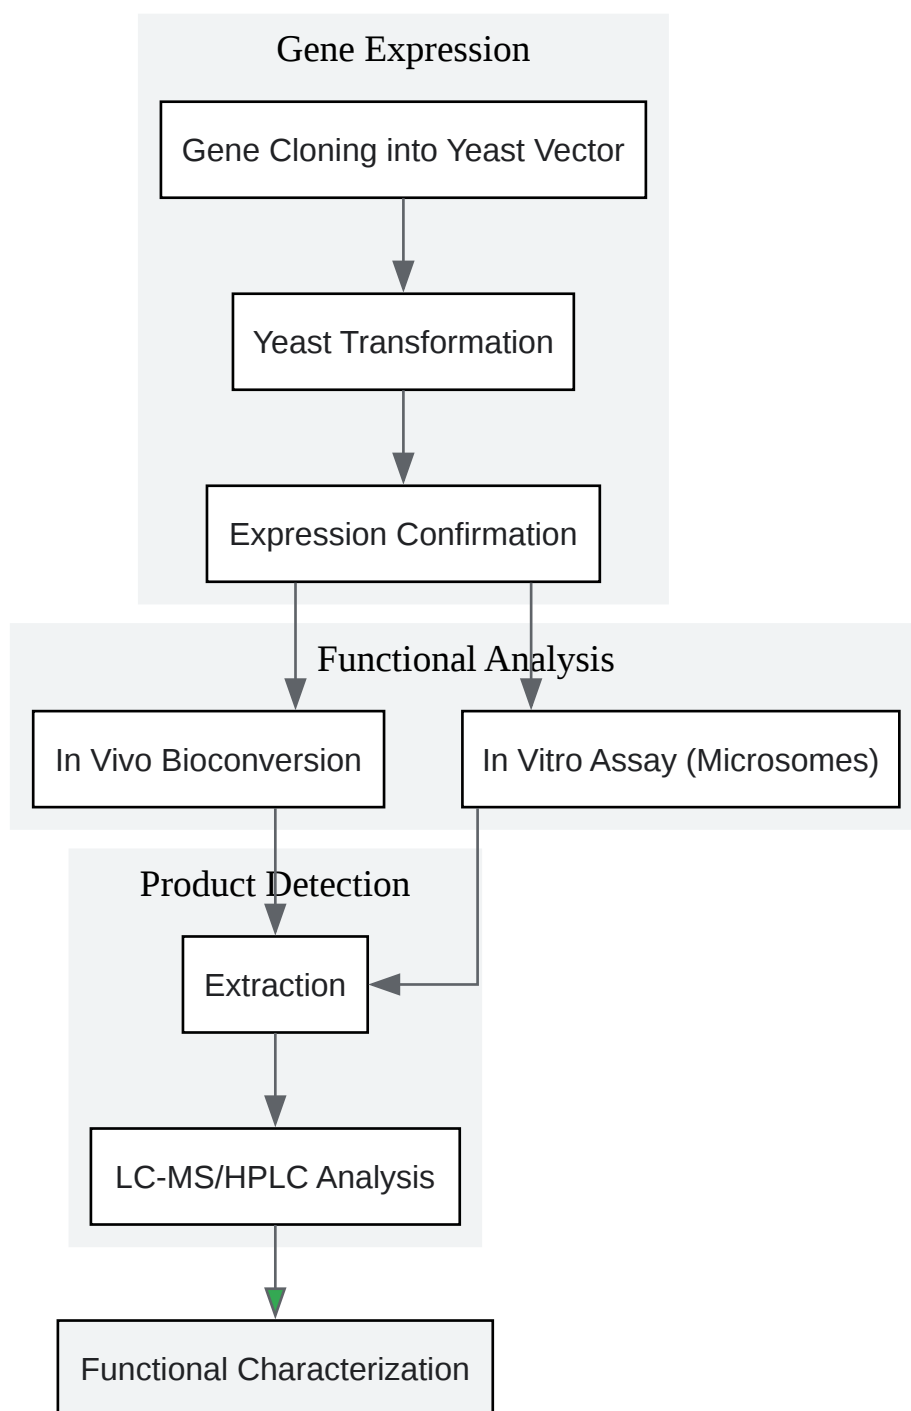 Gene Expression
Gene Cloning into Yeast Vector
Yeast Transformation
Expression Confirmation
Functional Analysis
In Vivo Bioconversion
In Vitro Assay (Microsomes)
Product Detection
Extraction
LC-MS/HPLC Analysis
Functional Characterization